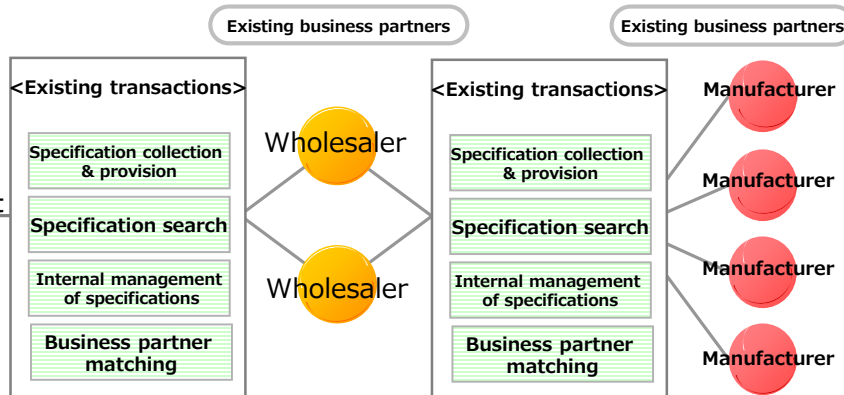 Existing business partners
Existing business partners
<Existing transactions>
Specification collection
& provision
Specification search
Internal management
of specifications
Business partner
matching
Wholesaler
Wholesaler
<Existing transactions>
Specification collection
& provision
Specification search
Internal management
of specifications
Business partner
matching
Manufacturer
Manufacturer
Manufacturer
Manufacturer